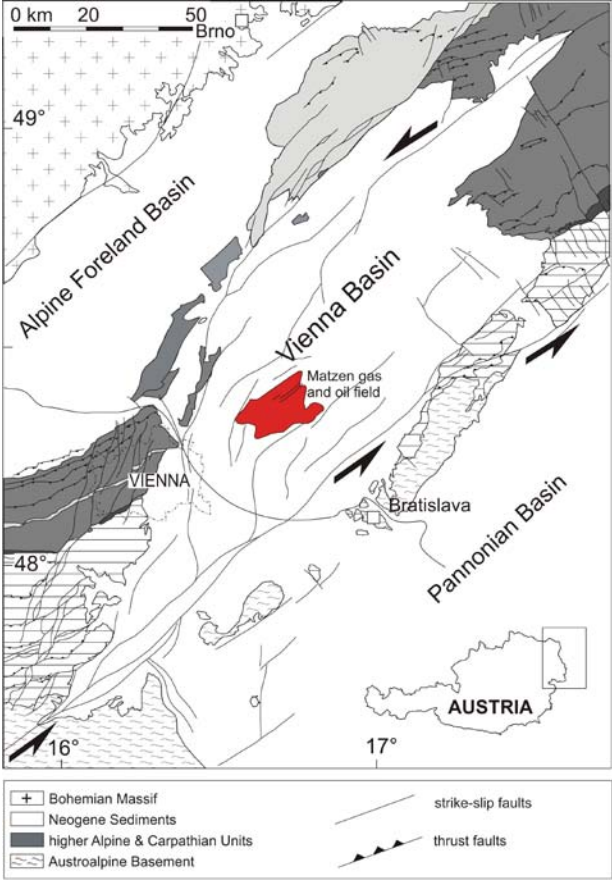 0 km 20 50
Brno
49°
Alpine Foreland Basin
Vienna Basin
Matzen gas
and oil field
VIENNA
Bratislava
48°
Pannonian Basin
AUSTRIA
16°
17°
Bohemian Massif
Neogene Sediments
higher Alpine & Carpathian Units
Austroalpine Basement
strike-slip faults
thrust faults